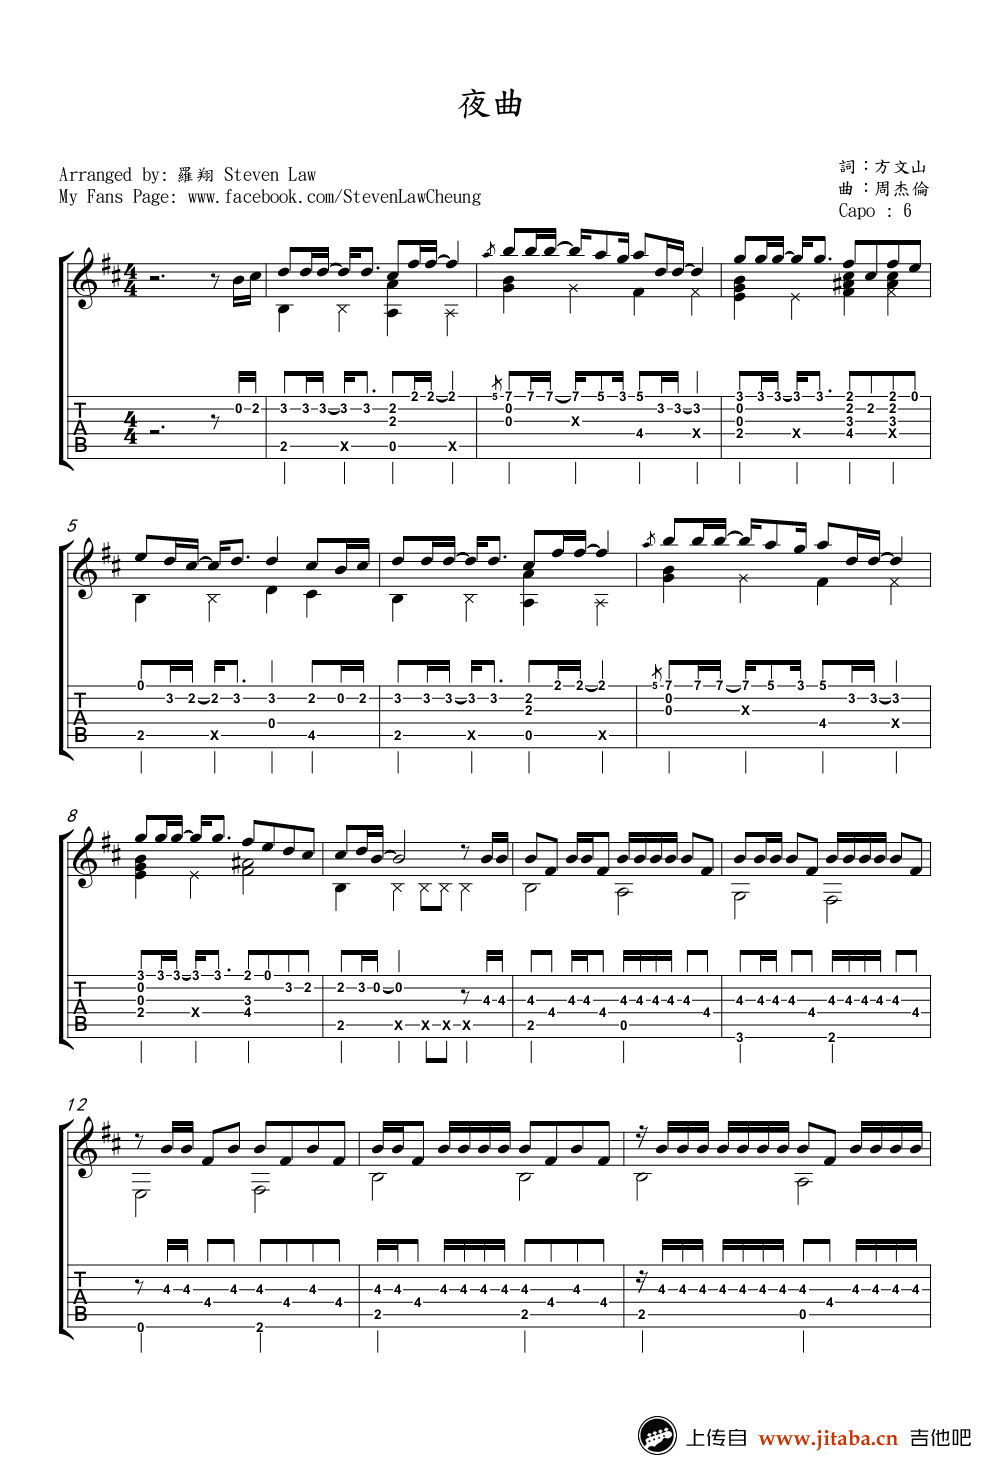 夜曲
Arranged by: 羅翔 Steven Law
My Fans Page: www.facebook.com/StevenLawCheung
詞：方文山
曲：周杰倫
Capo : 6
5
8
12
上传自 www.jitaba.cn 吉他吧